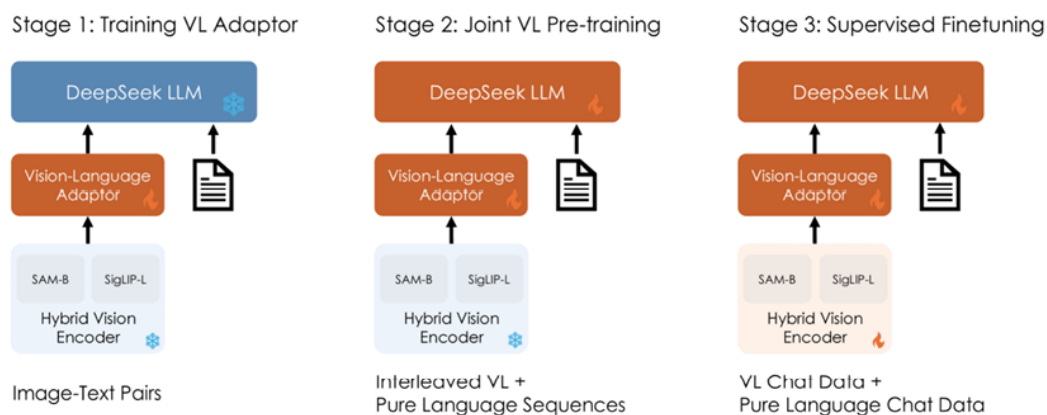 Stage 1: Training VL Adaptor
DeepSeek LLM
Vision-Language
Adaptor
SAM-B
SigLIP-L
Hybrid Vision
Encoder
Image-Text Pairs
Stage 2: Joint VL Pre-training
DeepSeek LLM
Vision-Language
Adaptor
SAM-B
SigLIP-L
Hybrid Vision
Encoder
Interleaved VL +
Pure Language Sequences
Stage 3: Supervised Finetuning
DeepSeek LLM
Vision-Language
Adaptor
SAM-B
SigLIP-L
Hybrid Vision
Encoder
VL Chat Data +
Pure Language Chat Data